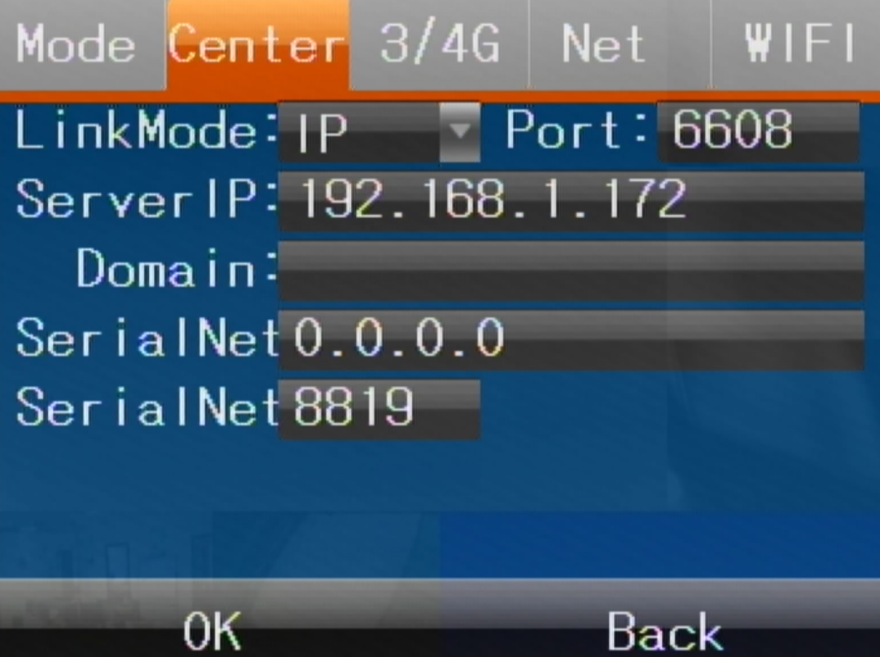 Mode Center 3/4G Net WIFI
LinkMode: IP Port: 6608
ServerIP: 192.168.1.172
Domain:
SerialNet 0.0.0.0
SerialNet 8819
OK Back